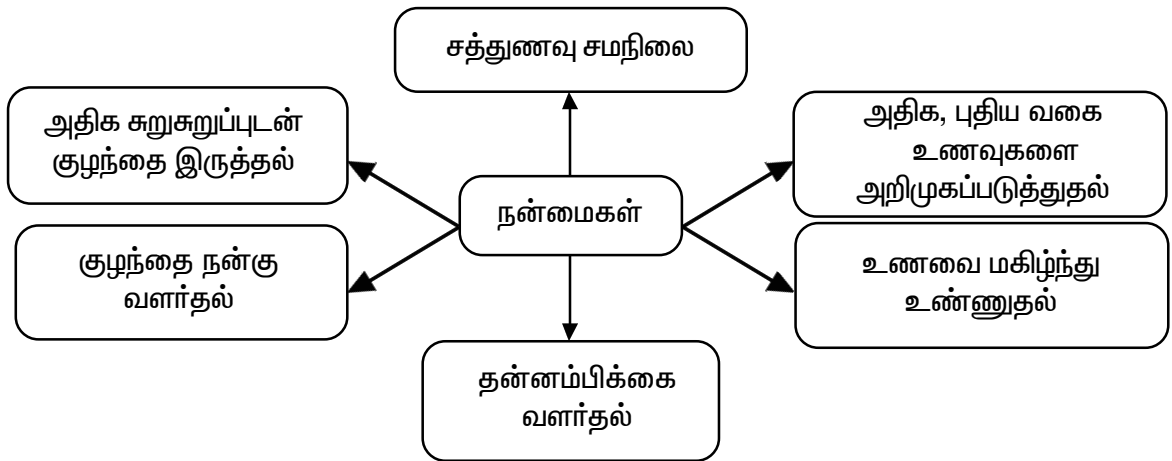 சத்துணவு சமநிலை
அதிக சுறுசுறுப்புடன்
குழந்தை இருத்தல்
அதிக, புதிய வகை
உணவுகளை
அறிமுகப்படுத்துதல்
நன்மைகள்
குழந்தை நன்கு
வளர்தல்
உணவை மகிழ்ந்து
உண்ணுதல்
தன்னம்பிக்கை
வளர்தல்